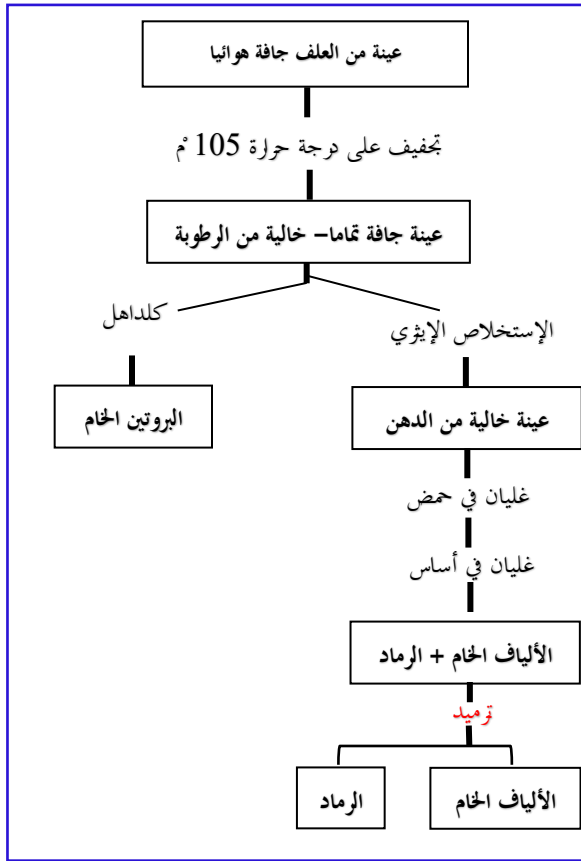 عينة من العلف جافة هوائيا
تجفيف على درجة حرارة 105 ْم
عينة جافة تماما– خالية من الرطوبة
كلداهل
الإستخلاص الإيثري
البروتين الخام
عينة خالية من الدهن
غليان في حمض
غليان في أساس
الألياف الخام + الرماد
ترميد
الألياف الخام
الرماد